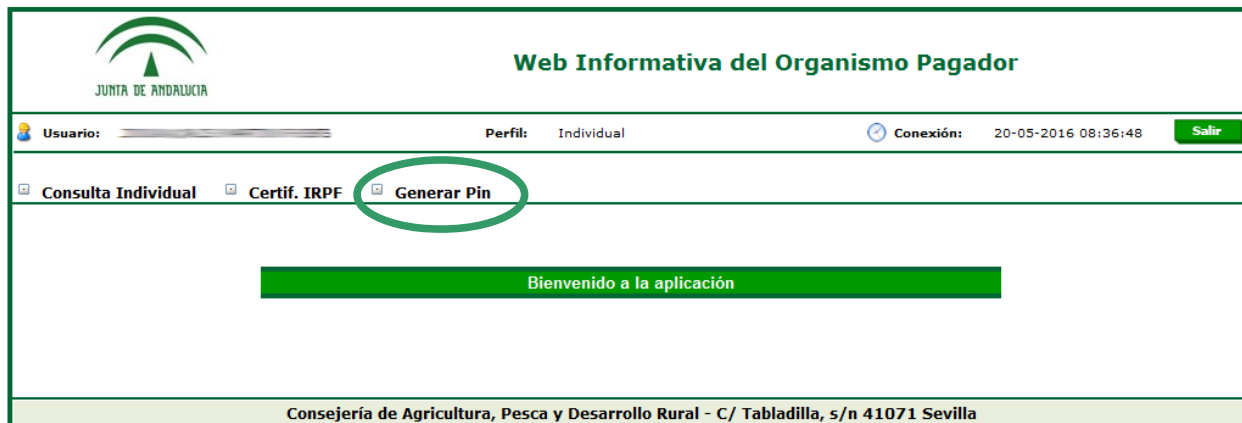 JUNTA DE ANDALUCIA
Web Informativa del Organismo Pagador
Usuario: Perfil: Individual Conexión: 20-05-2016 08:36:48 Salir
Consulta Individual Certif. IRPF Generar Pin
Bienvenido a la aplicación
Consejería de Agricultura, Pesca y Desarrollo Rural - C/ Tabladilla, s/n 41071 Sevilla